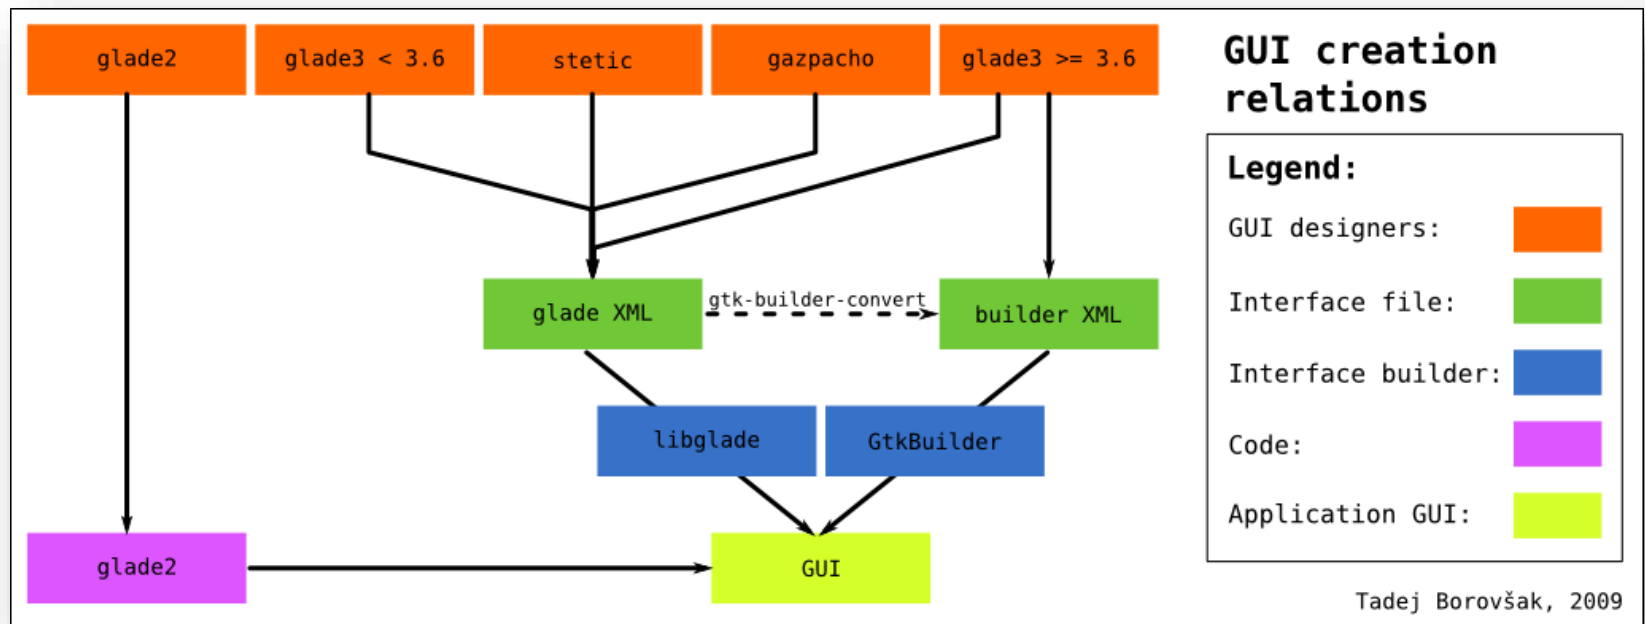 glade2
glade3 < 3.6
stetic
gazpacho
glade3 >= 3.6
GUI creation
relations
Legend:
GUI designers:
Interface file:
Interface builder:
Code:
Application GUI:
glade XML
gtk-builder-convert
builder XML
libglade
GtkBuilder
glade2
GUI
Tadej Borovšak, 2009